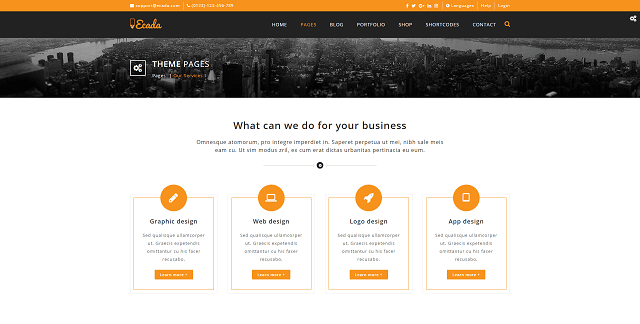 support@ecada.com (0123)-123-456 789 Languages Help Login
Ecada HOME PAGES BLOG PORTFOLIO SHOP SHORTCODES CONTACT
THEME PAGES
Pages | Our Services
What can we do for your business
Omnesque atomorum, pro integre imperdiet in. Saperet perpetua ut mei, nibh sale meis
eam cu. Ut vim modus zril, ex cum erat dictas urbanitas pertinacia eu eum.
Graphic design
Sed qualisque ullamcorper
ut. Graecis expetendis
omittantur cu his facer
recusabo.
Learn more +
Web design
Sed qualisque ullamcorper
ut. Graecis expetendis
omittantur cu his facer
recusabo.
Learn more +
Logo design
Sed qualisque ullamcorper
ut. Graecis expetendis
omittantur cu his facer
recusabo.
Learn more +
App design
Sed qualisque ullamcorper
ut. Graecis expetendis
omittantur cu his facer
recusabo.
Learn more +